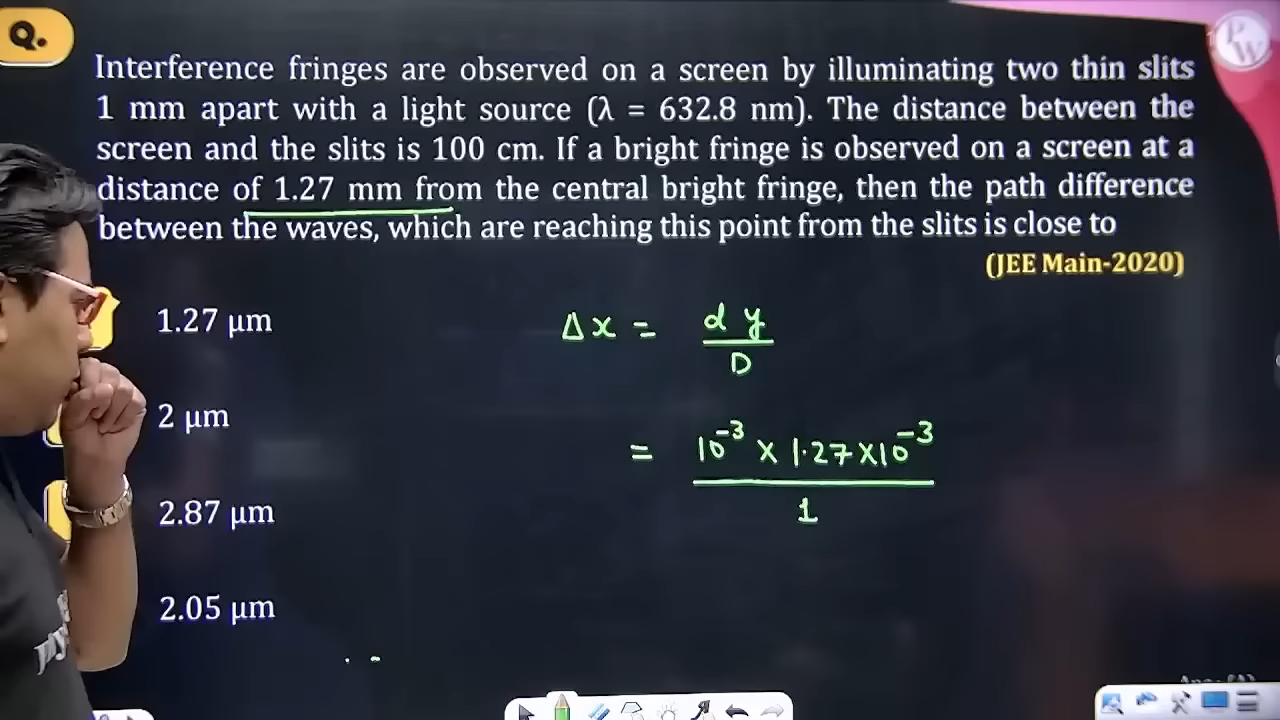 Q.
PW
Interference fringes are observed on a screen by illuminating two thin slits
1 mm apart with a light source (λ = 632.8 nm). The distance between the
screen and the slits is 100 cm. If a bright fringe is observed on a screen at a
distance of 1.27 mm from the central bright fringe, then the path difference
between the waves, which are reaching this point from the slits is close to
(JEE Main-2020)
1.27 μm
2 μm
2.87 μm
2.05 μm
Δx = d y / D
= 10⁻³ × 1.27 × 10⁻³ / 1